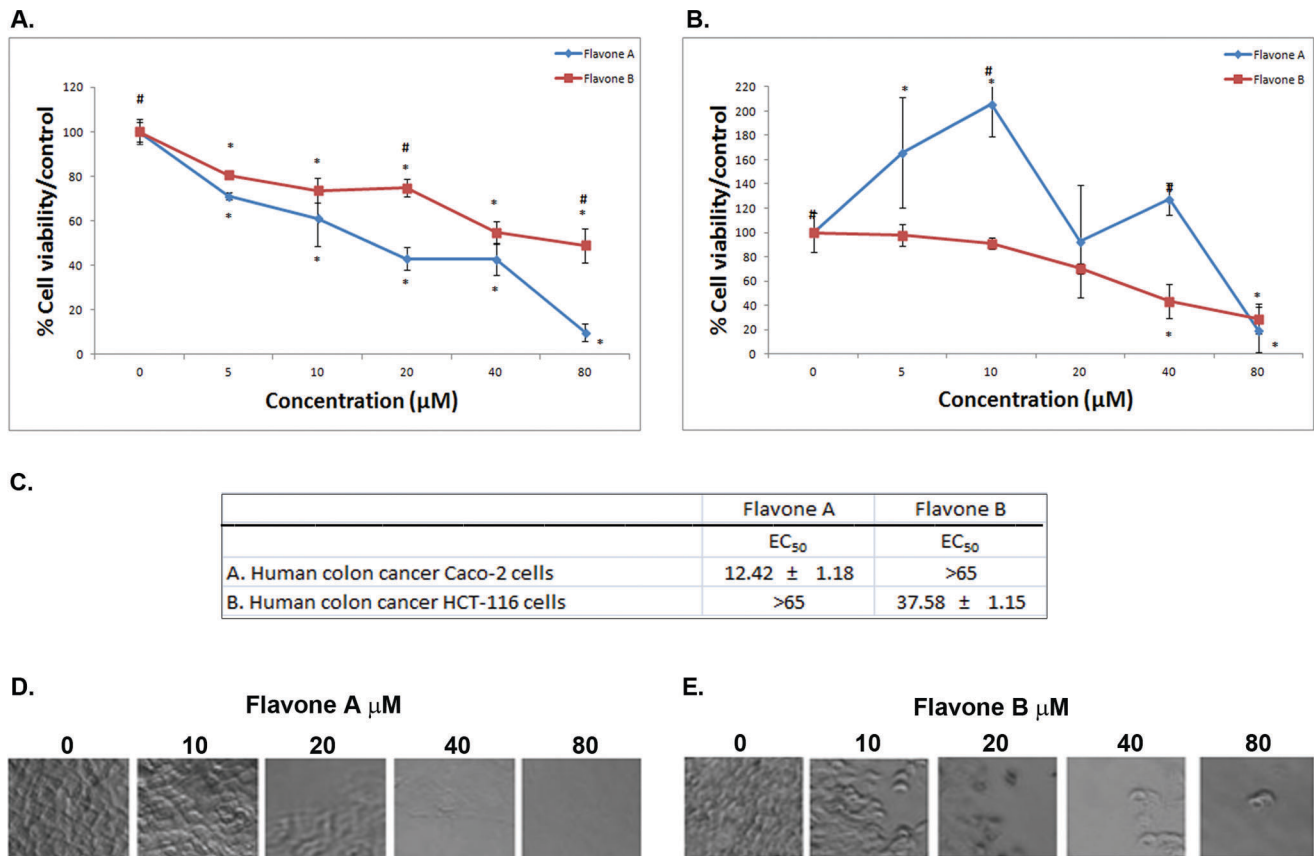 A.
Flavone A
Flavone B
% Cell viability/control
120
100
80
60
40
20
0
#
*
*
*
*
#
*
*
*
*
#
*
*
0 5 10 20 40 80
Concentration (µM)
B.
Flavone A
Flavone B
% Cell viability/control
220
200
180
160
140
120
100
80
60
40
20
0
#
*
#
*
#
*
*
*
0 5 10 20 40 80
Concentration (µM)
C.
Flavone A Flavone B
EC50 EC50
A. Human colon cancer Caco-2 cells 12.42 ± 1.18 >65
B. Human colon cancer HCT-116 cells >65 37.58 ± 1.15
D.
Flavone A µM
0 10 20 40 80
E.
Flavone B µM
0 10 20 40 80